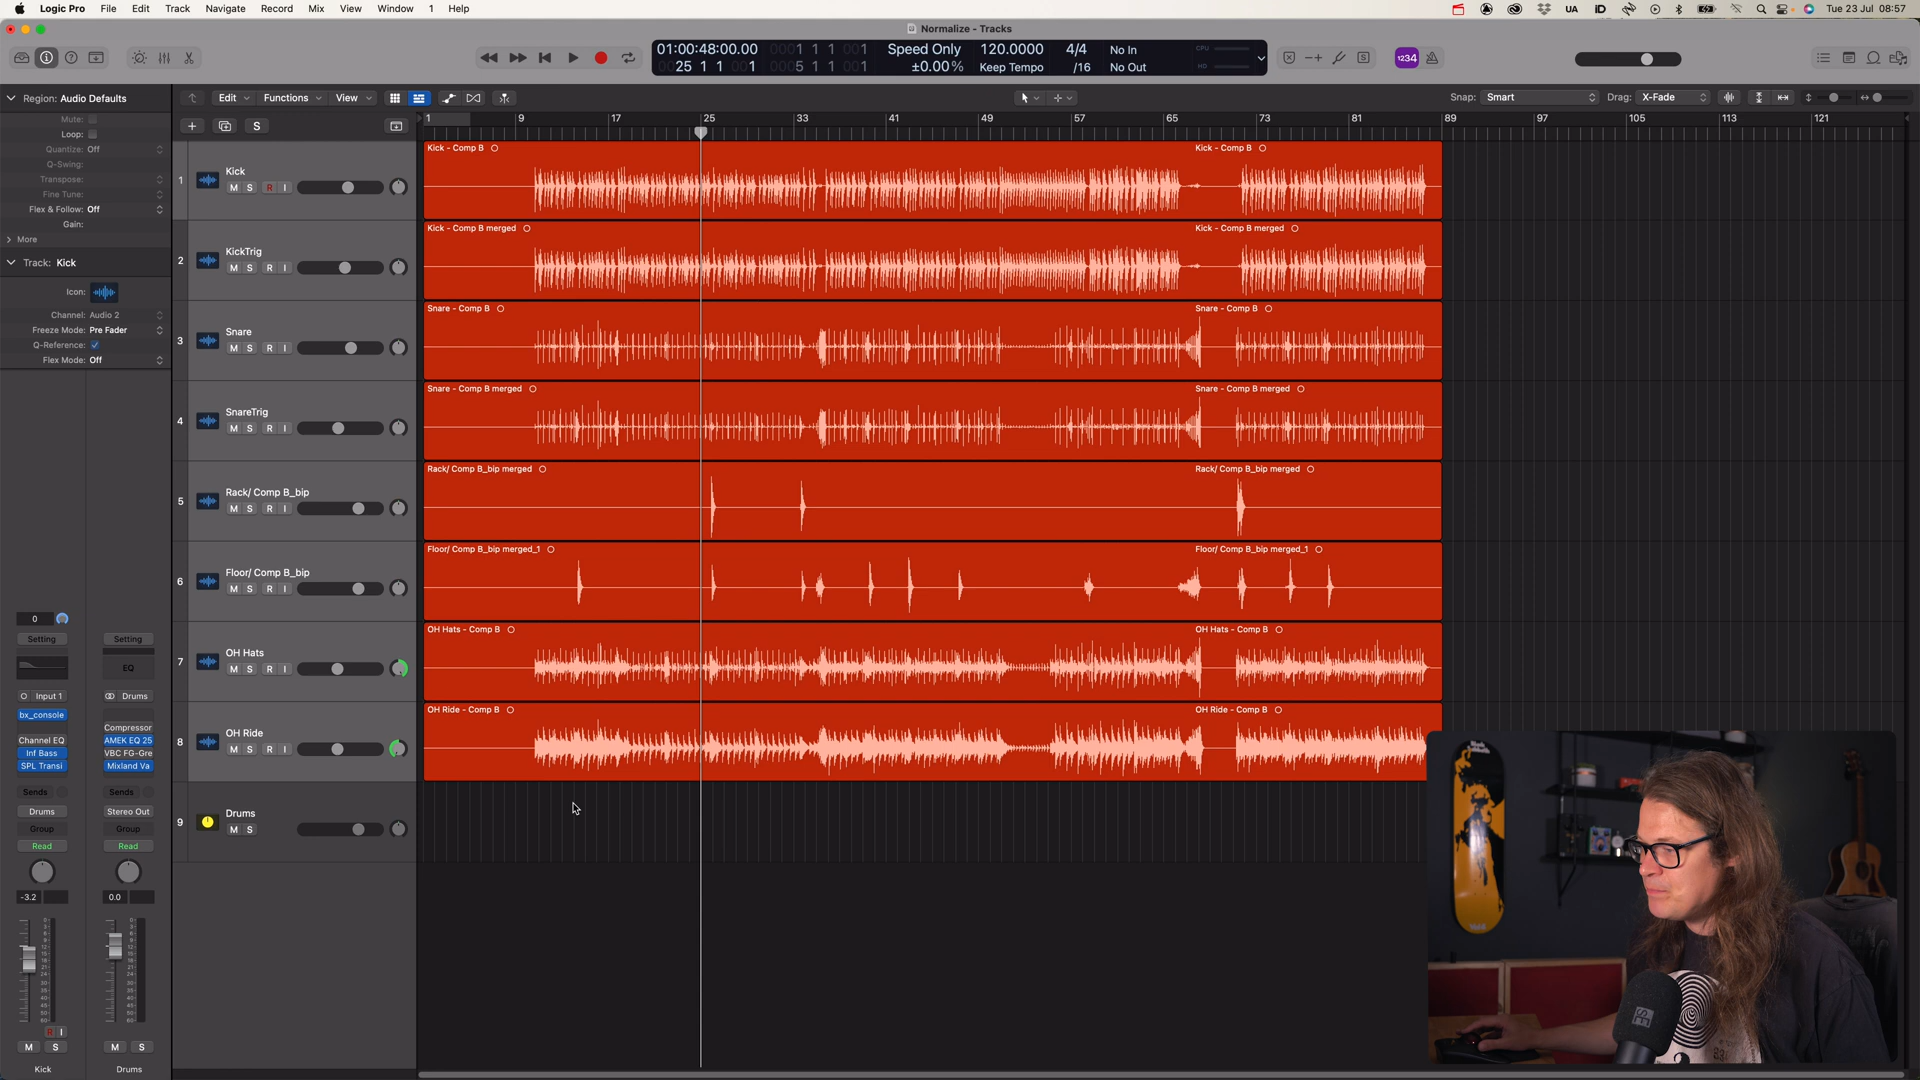 Logic Pro File Edit Track Navigate Record Mix View Window 1 Help
UA iD Tue 23 Jul 08:57
Normalize - Tracks
01:00:48:00.00 0001 1 1 001 Speed Only 120.0000 4/4 No In CPU
0025 1 1 001 0005 1 1 001 ±0.00% Keep Tempo /16 No Out HD
1234
Region: Audio Defaults
Edit Functions View
Snap: Smart Drag: X-Fade
Mute:
Loop:
Quantize: Off
Q-Swing:
Transpose:
Fine Tune:
Flex & Follow: Off
Gain:
More
Track: Kick
Icon:
Channel: Audio 2
Freeze Mode: Pre Fader
Q-Reference:
Flex Mode: Off
S
1 9 17 25 33 41 49 57 65 73 81 89 97 105 113 121
1 Kick
M S R I
Kick - Comp B Kick - Comp B
2 KickTrig
M S R I
Kick - Comp B merged Kick - Comp B merged
3 Snare
M S R I
Snare - Comp B Snare - Comp B
4 SnareTrig
M S R I
Snare - Comp B merged Snare - Comp B merged
5 Rack/ Comp B_bip
M S R I
Rack/ Comp B_bip merged Rack/ Comp B_bip merged
6 Floor/ Comp B_bip
M S R I
Floor/ Comp B_bip merged_1 Floor/ Comp B_bip merged_1
7 OH Hats
M S R I
OH Hats - Comp B OH Hats - Comp B
8 OH Ride
M S R I
OH Ride - Comp B OH Ride - Comp B
9 Drums
M S
0
Setting Setting
EQ
Input 1 Drums
bx_console
Compressor
Channel EQ AMEK EQ 25
Inf Bass VBC FG-Gre
SPL Transi Mixland Va
Sends Sends
Drums Stereo Out
Group Group
Read Read
-3.2 0.0
R I
M S M S
Kick Drums